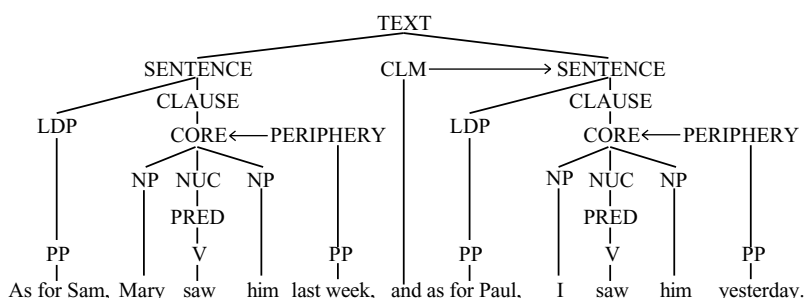 TEXT
SENTENCE CLM SENTENCE
CLAUSE CLAUSE
LDP LDP
CORE PERIPHERY CORE PERIPHERY
NP NUC NP NP NUC NP
PRED PRED
PP V PP PP V PP
As for Sam, Mary saw him last week, and as for Paul, I saw him yesterday.